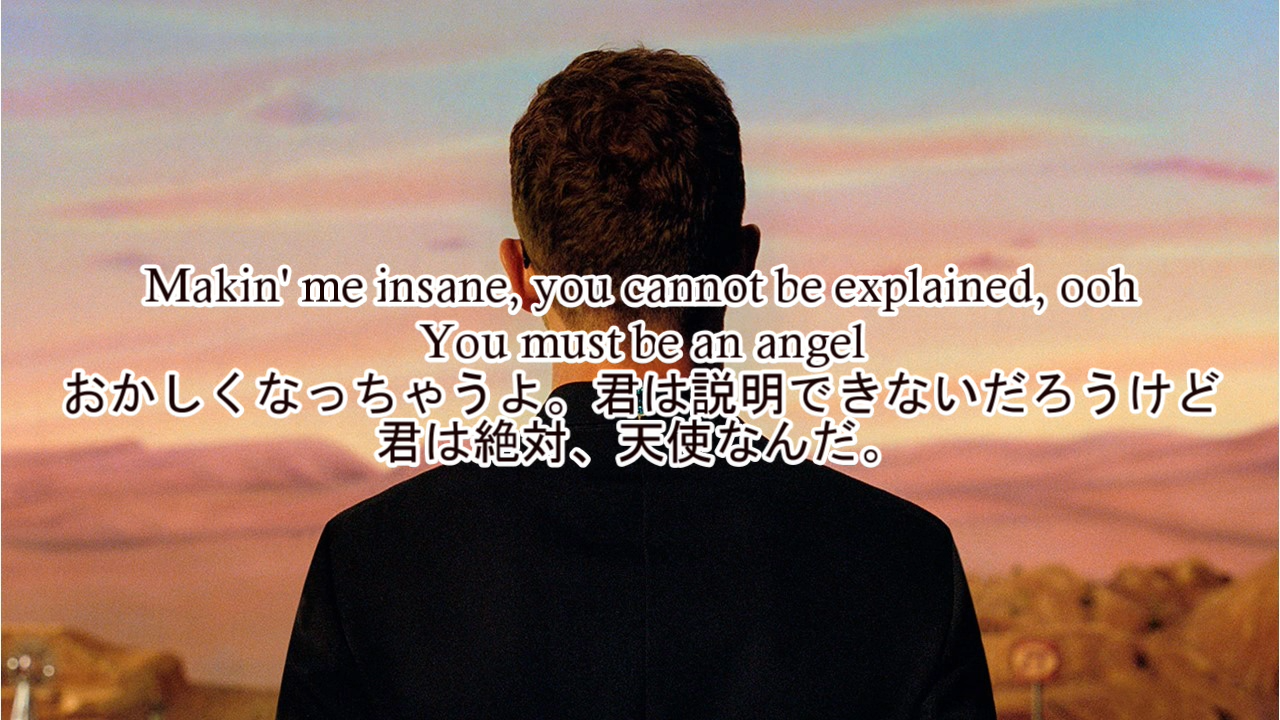 Makin' me insane, you cannot be explained, ooh
You must be an angel
おかしくなっちゃうよ。君は説明できないだろうけど
君は絶対、天使なんだ。